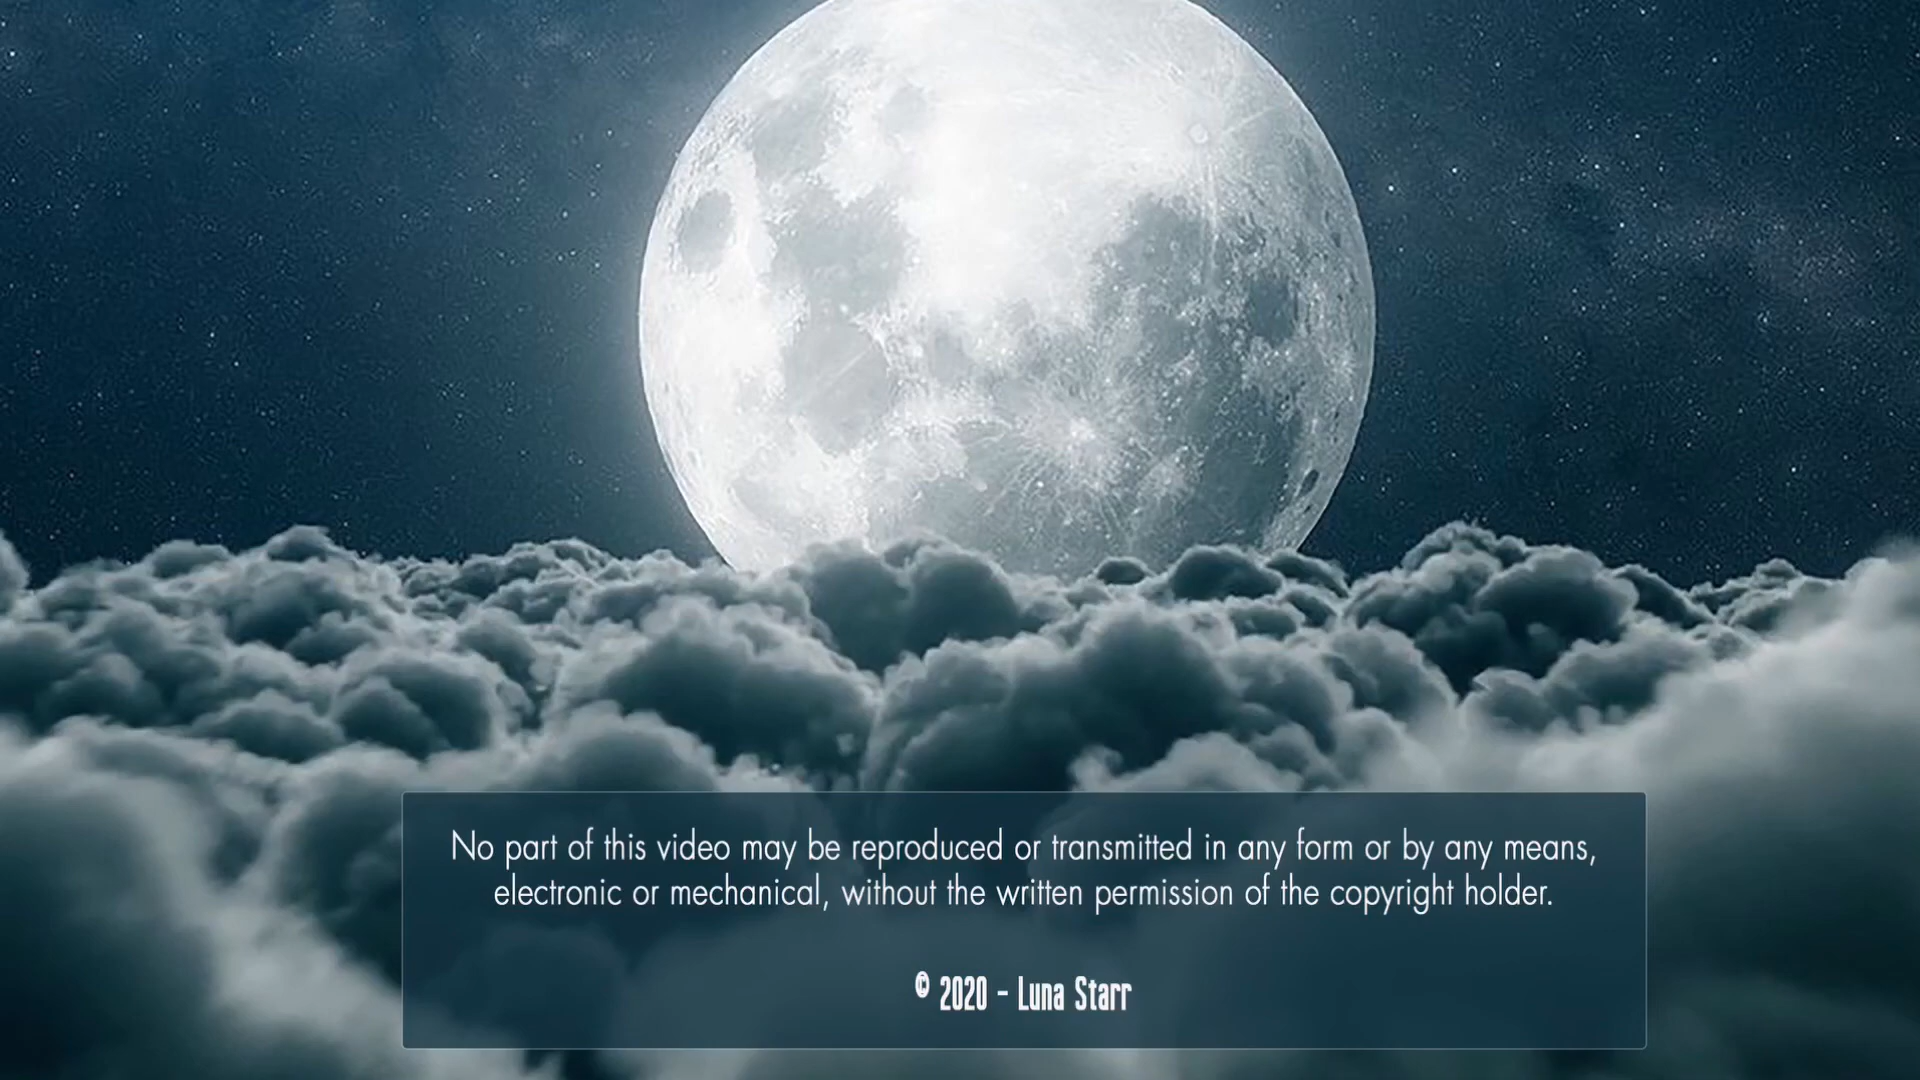 No part of this video may be reproduced or transmitted in any form or by any means,
electronic or mechanical, without the written permission of the copyright holder.
© 2020 - Luna Starr